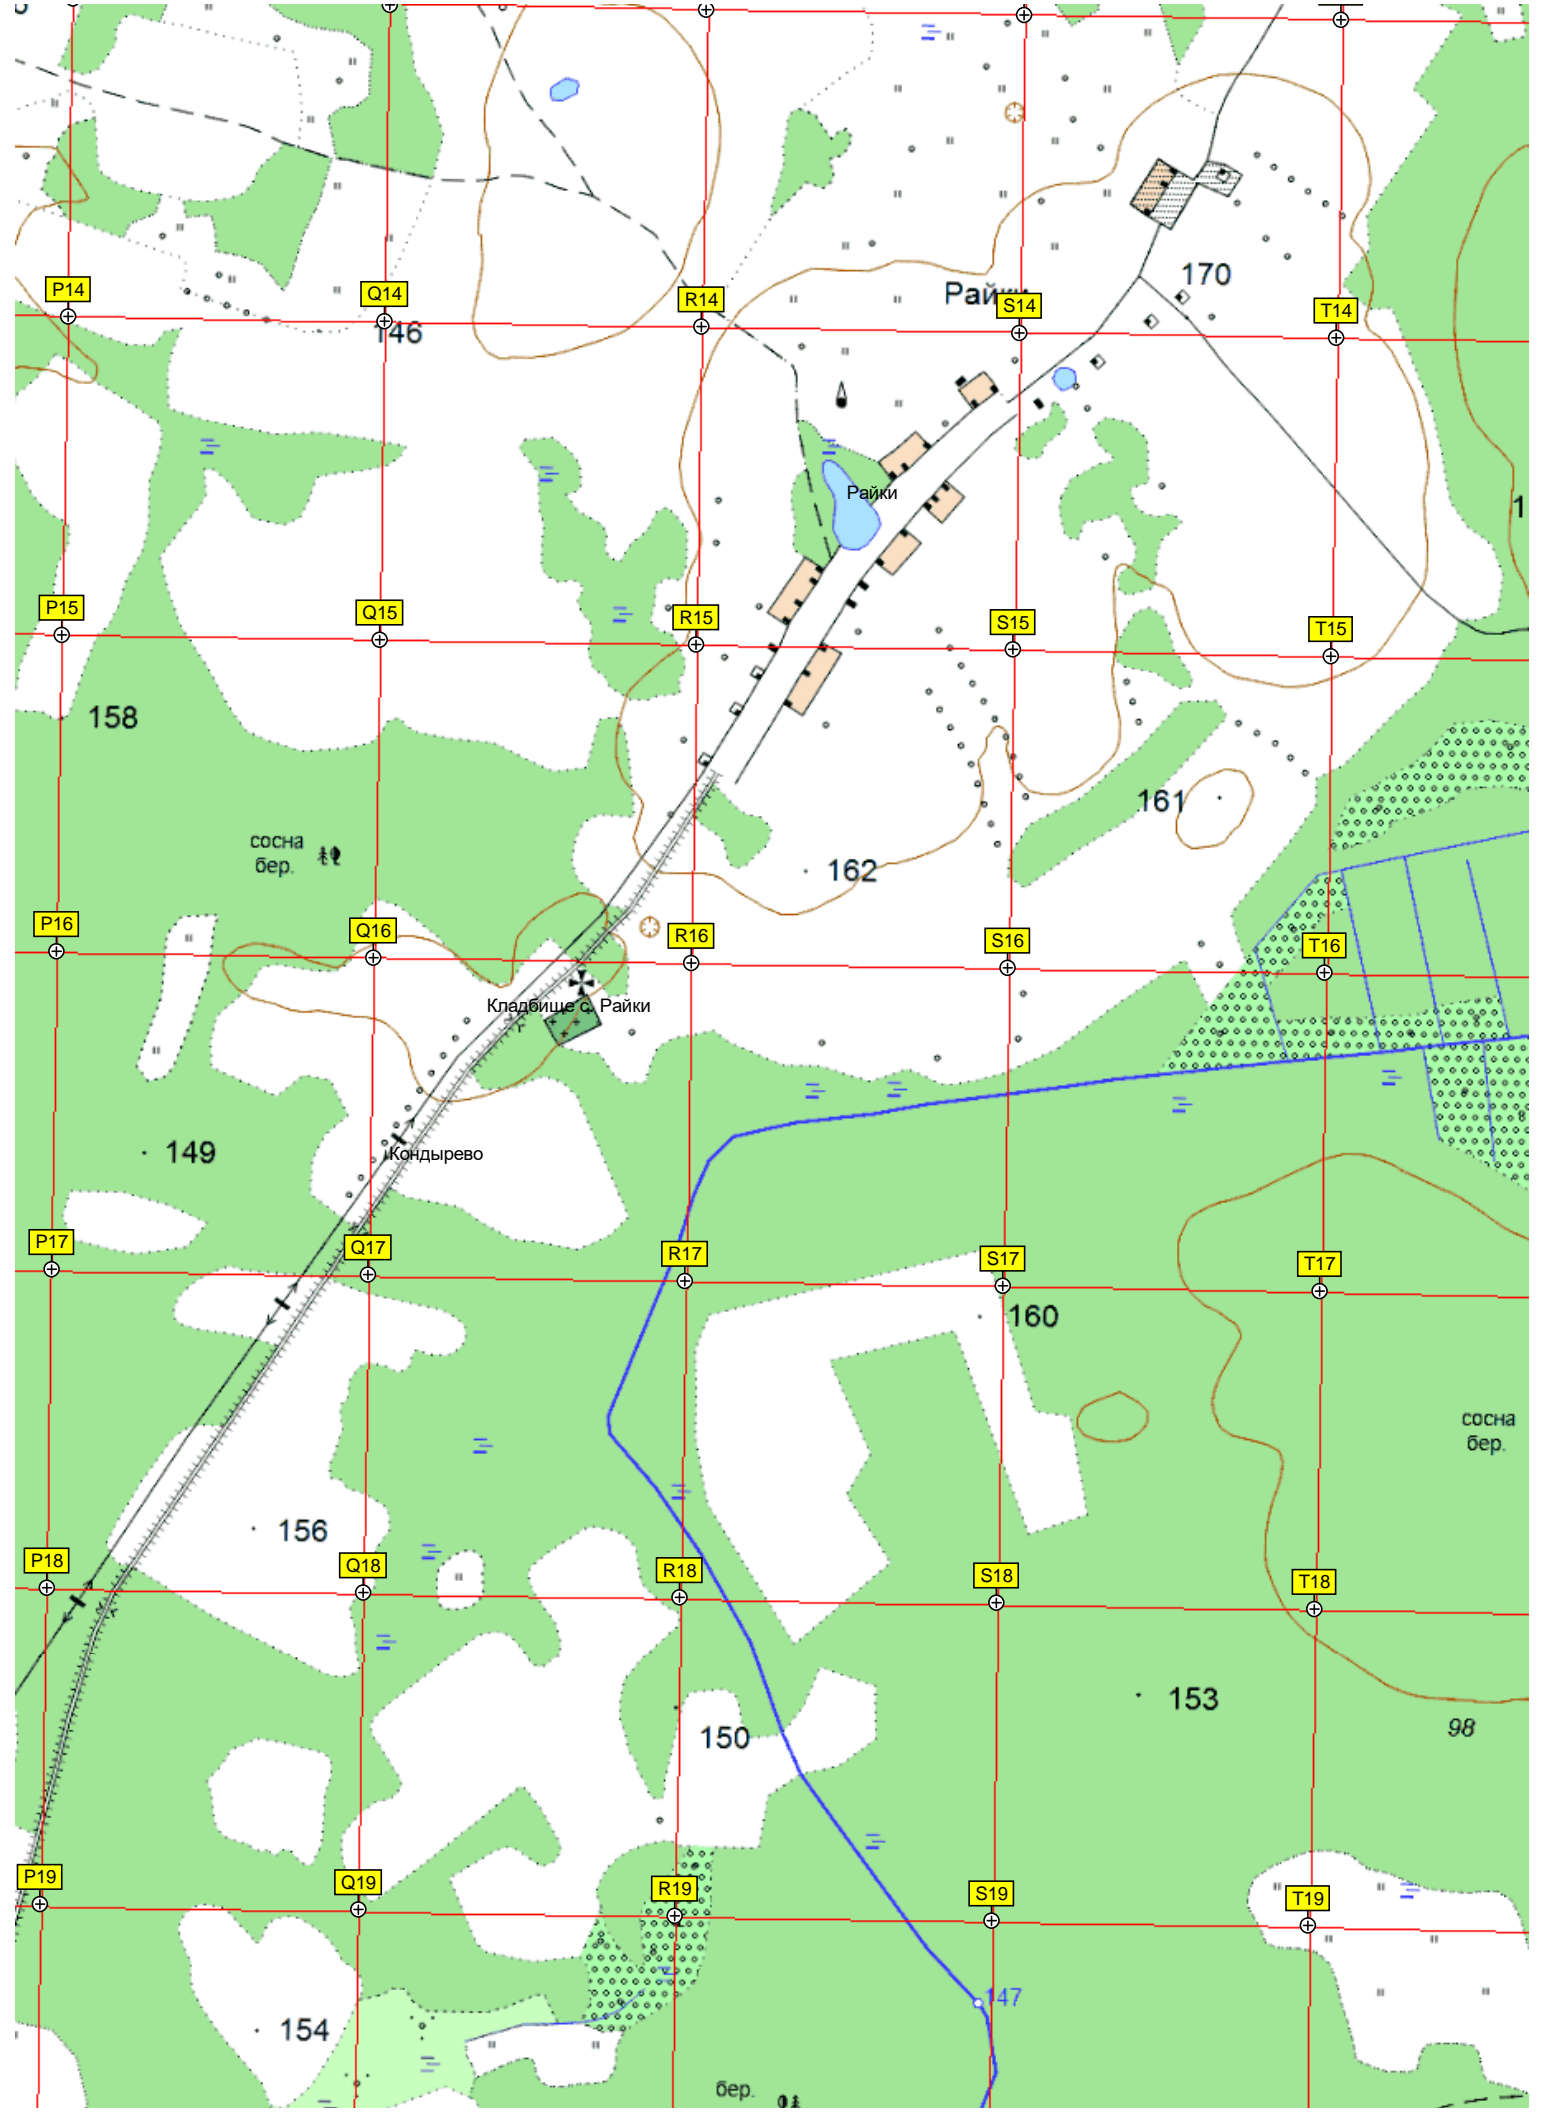 170
P14
Q14
R14
Райки
S14
T14
146
Райки
1
P15
Q15
R15
S15
T15
158
161
сосна
бер.
162
P16
Q16
R16
S16
T16
Кладбище с. Райки
149
Кондырево
P17
Q17
R17
S17
T17
160
сосна
бер.
156
P18
Q18
R18
S18
T18
153
98
150
P19
Q19
R19
S19
T19
147
154
бер.